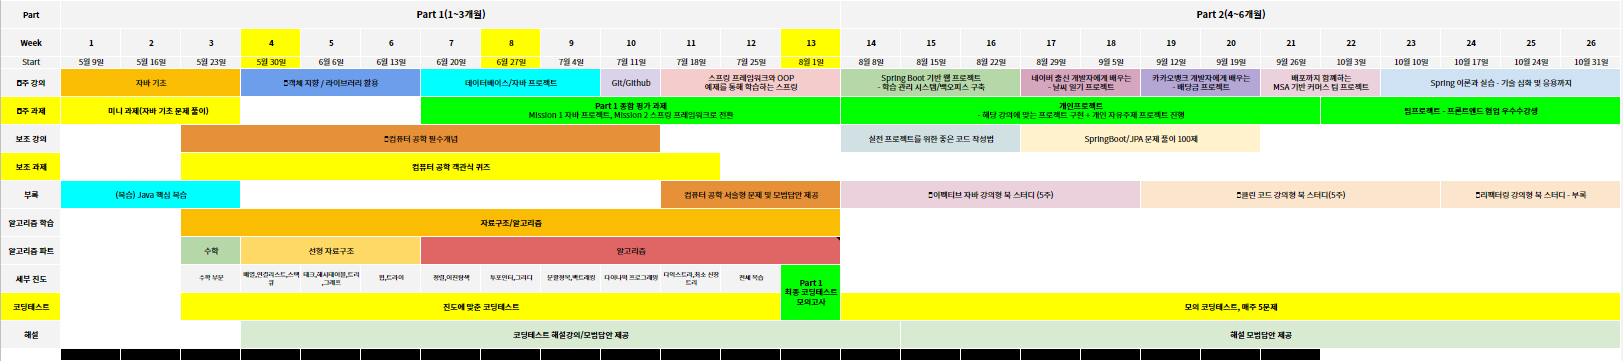 Part Part 1(1~3개월) Part 2(4~6개월)
Week 1 2 3 4 5 6 7 8 9 10 11 12 13 14 15 16 17 18 19 20 21 22 23 24 25 26
Start 5월 9일 5월 16일 5월 23일 5월 30일 6월 6일 6월 13일 6월 20일 6월 27일 7월 4일 7월 11일 7월 18일 7월 25일 8월 1일 8월 8일 8월 15일 8월 22일 8월 29일 9월 5일 9월 12일 9월 19일 9월 26일 10월 3일 10월 10일 10월 17일 10월 24일 10월 31일
주 강의 자바 기초 객체 지향 / 라이브러리 활용 데이터베이스/자바 프로젝트 Git/Github
스프링 프레임워크와 OOP
예제를 통해 학습하는 스프링
Spring Boot 기반 웹 프로젝트
- 학습 관리 시스템/백오피스 구축
네이버 출신 개발자에게 배우는
- 날씨 일기 프로젝트
카카오뱅크 개발자에게 배우는
- 배당금 프로젝트
배포까지 함께하는
MSA 기반 커머스 팀 프로젝트
Spring 이론과 실습 - 기술 심화 및 응용까지
주 과제 미니 과제(자바 기초 문제 풀이)
Part 1 종합 평가 과제
Mission 1 자바 프로젝트, Mission 2 스프링 프레임워크로 전환
개인프로젝트
- 해당 강의에 맞는 프로젝트 구현 + 개인 자유주제 프로젝트 진행
팀프로젝트 - 프론트엔드 협업 우수수강생
보조 강의 컴퓨터 공학 필수개념 실전 프로젝트를 위한 좋은 코드 작성법 SpringBoot/JPA 문제 풀이 100제
보조 과제 컴퓨터 공학 객관식 퀴즈
부록 (복습) Java 핵심 복습 컴퓨터 공학 서술형 문제 및 모범답안 제공 이펙티브 자바 강의형 북 스터디 (5주) 클린 코드 강의형 북 스터디(5주) 리팩터링 강의형 북 스터디 - 부록
알고리즘 학습 자료구조/알고리즘
알고리즘 파트 수학 선형 자료구조 알고리즘
세부 진도 수학 부문
배열,연결리스트,스택
큐
데크,해시테이블,트리
,그래프
힙,트라이 정렬,이진탐색 투포인터,그리디 분할정복,백트래킹 다이나믹 프로그래밍
다익스트라,최소 신장
트리
전체 복습
Part 1
최종 코딩테스트
모의고사
코딩테스트 진도에 맞춘 코딩테스트 모의 코딩테스트, 매주 5문제
해설 코딩테스트 해설강의/모범답안 제공 해설 모범답안 제공